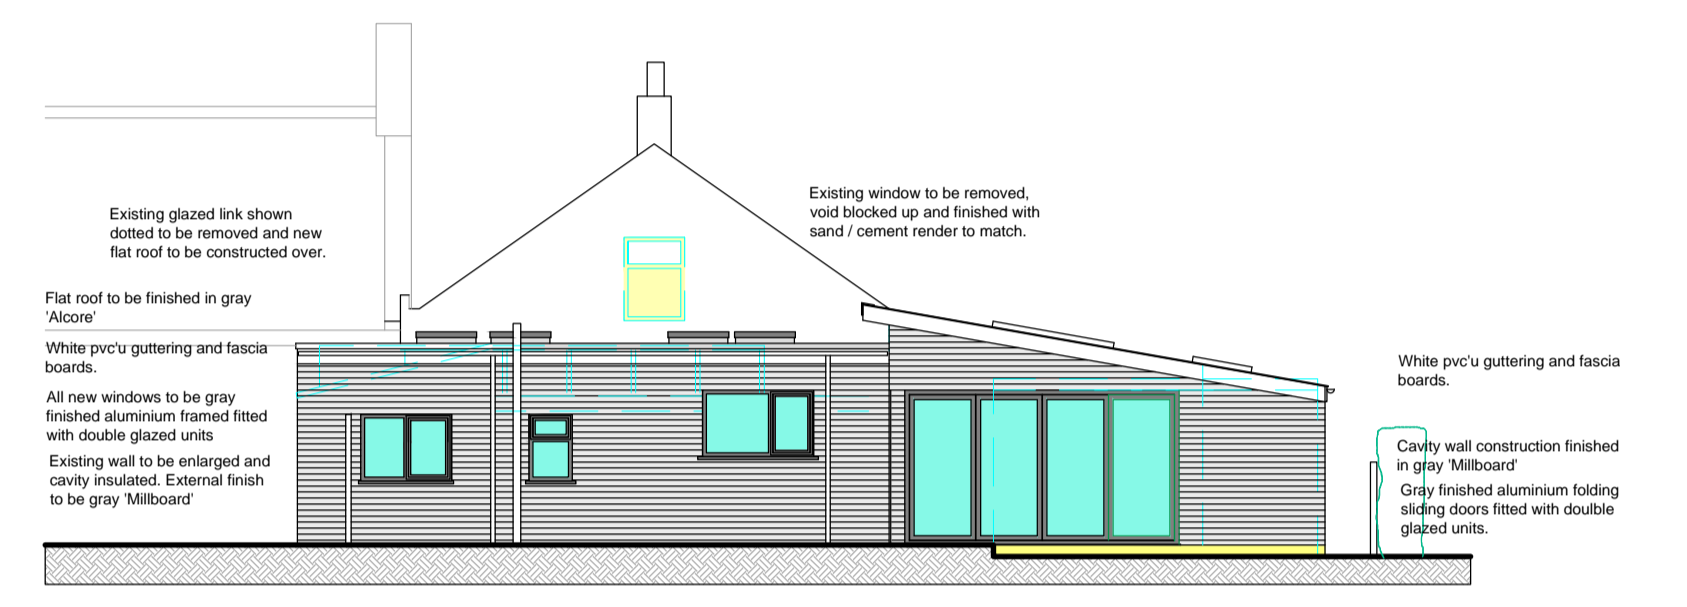 Existing glazed link shown
dotted to be removed and new
flat roof to be constructed over.
Flat roof to be finished in gray
'Alcore'
White pvc'u guttering and fascia
boards.
All new windows to be gray
finished aluminium framed fitted
with double glazed units
Existing wall to be enlarged and
cavity insulated. External finish
to be gray 'Millboard'
Existing window to be removed,
void blocked up and finished with
sand / cement render to match.
White pvc'u guttering and fascia
boards.
Cavity wall construction finished
in gray 'Millboard'
Gray finished aluminium folding
sliding doors fitted with doulble
glazed units.